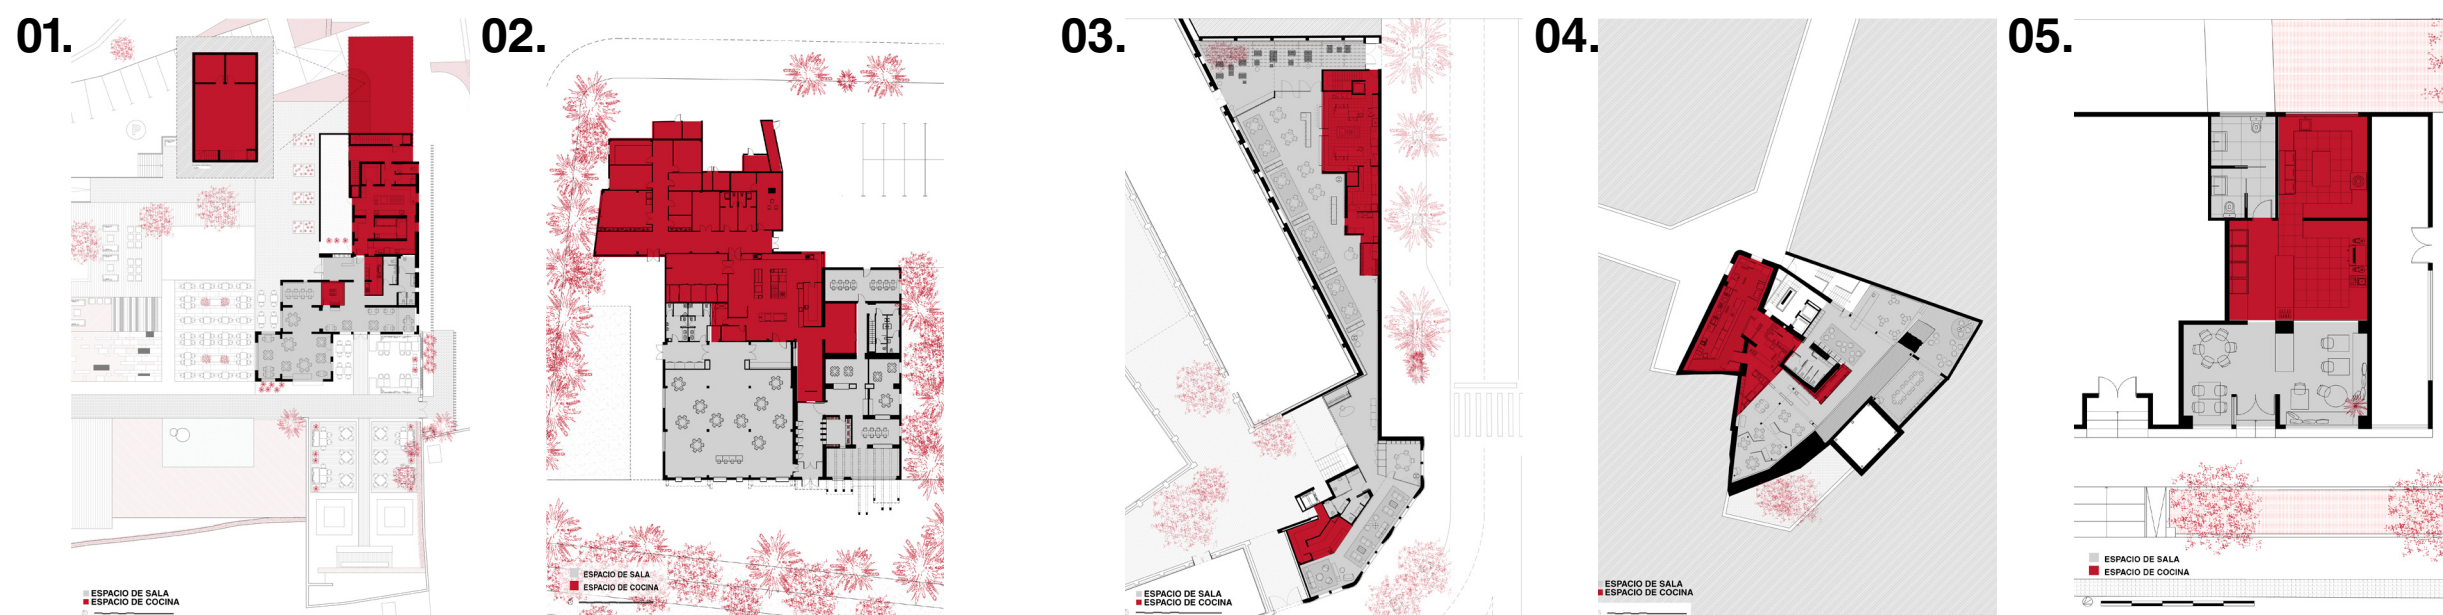 01.
02.
03.
04.
05.
P
ESPACIO DE SALA
ESPACIO DE COCINA
ESPACIO DE SALA
ESPACIO DE COCINA
ESPACIO DE SALA
ESPACIO DE COCINA
ESPACIO DE SALA
ESPACIO DE COCINA
ESPACIO DE SALA
ESPACIO DE COCINA